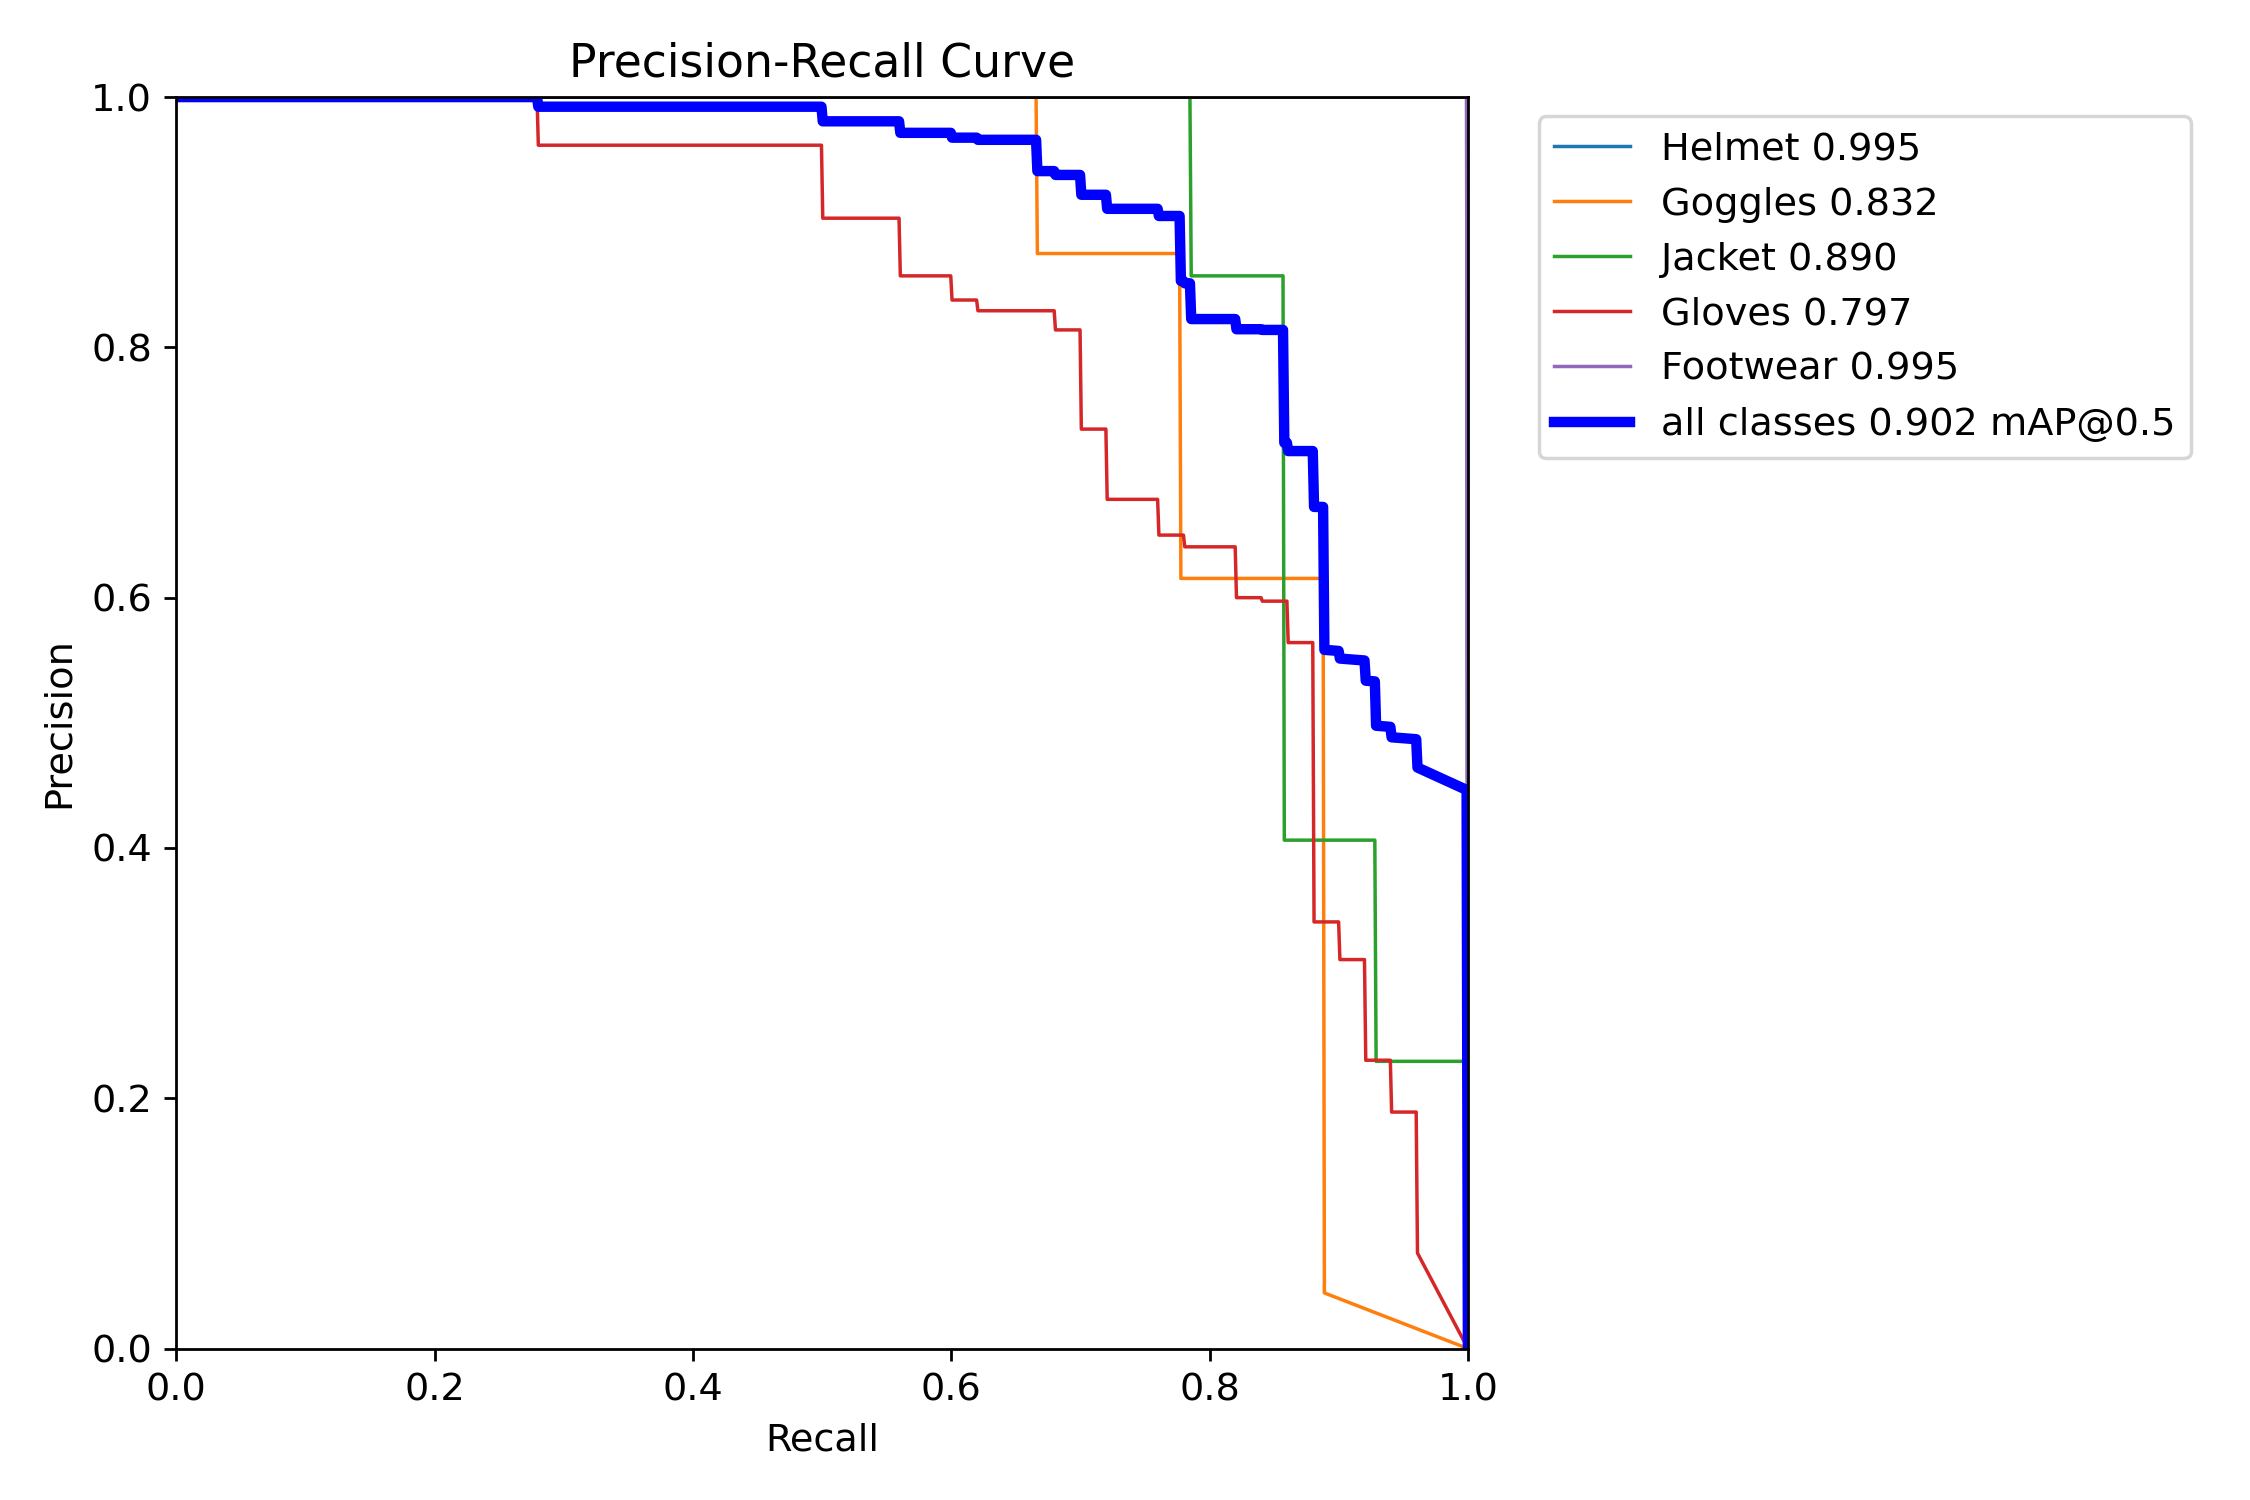 Precision-Recall Curve
1.0
0.8
0.6
0.4
0.2
0.0
Precision
0.0 0.2 0.4 0.6 0.8 1.0
Recall
Helmet 0.995
Goggles 0.832
Jacket 0.890
Gloves 0.797
Footwear 0.995
all classes 0.902 mAP@0.5